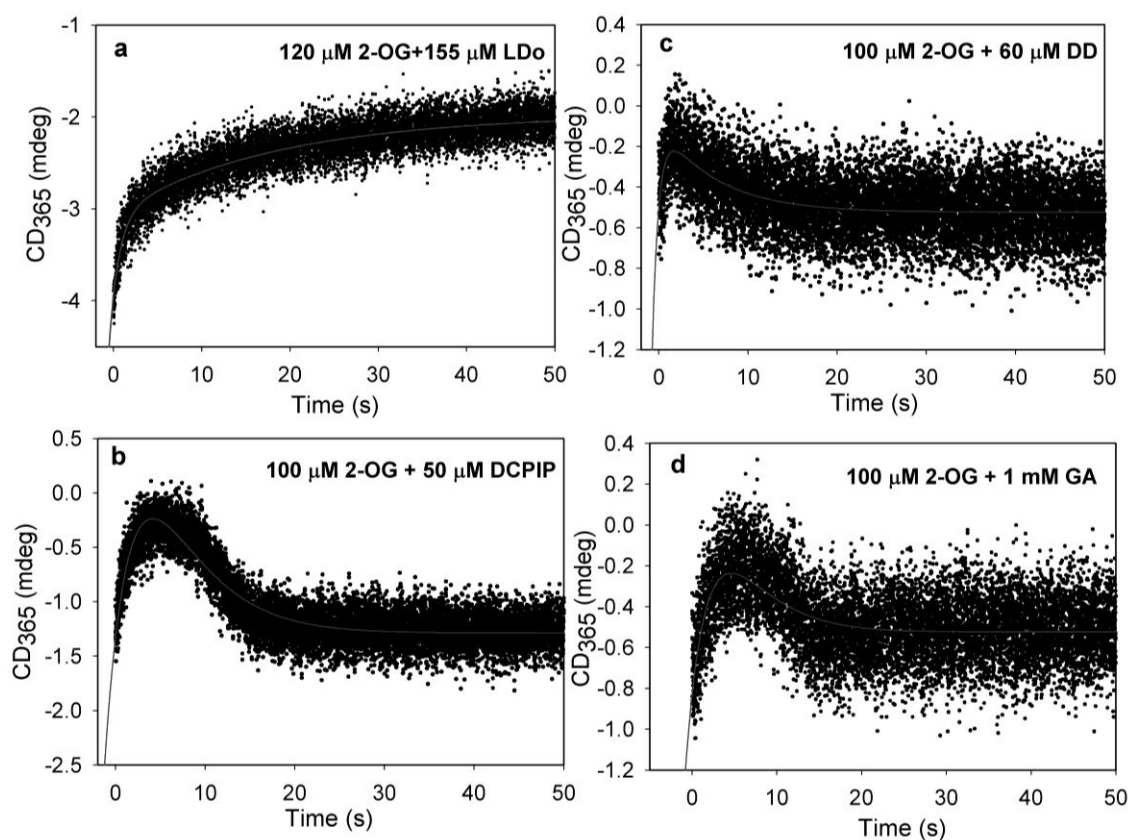 a
120 μM 2-OG+155 μM LDo
-1
-2
-3
-4
CD365 (mdeg)
0 10 20 30 40 50
Time (s)
c
100 μM 2-OG + 60 μM DD
0.4
0.2
0.0
-0.2
-0.4
-0.6
-0.8
-1.0
-1.2
CD365 (mdeg)
0 10 20 30 40 50
Time (s)
b
100 μM 2-OG + 50 μM DCPIP
0.5
0.0
-0.5
-1.0
-1.5
-2.0
-2.5
CD365 (mdeg)
0 10 20 30 40 50
Time (s)
d
100 μM 2-OG + 1 mM GA
0.4
0.2
0.0
-0.2
-0.4
-0.6
-0.8
-1.0
-1.2
CD365 (mdeg)
0 10 20 30 40 50
Time (s)